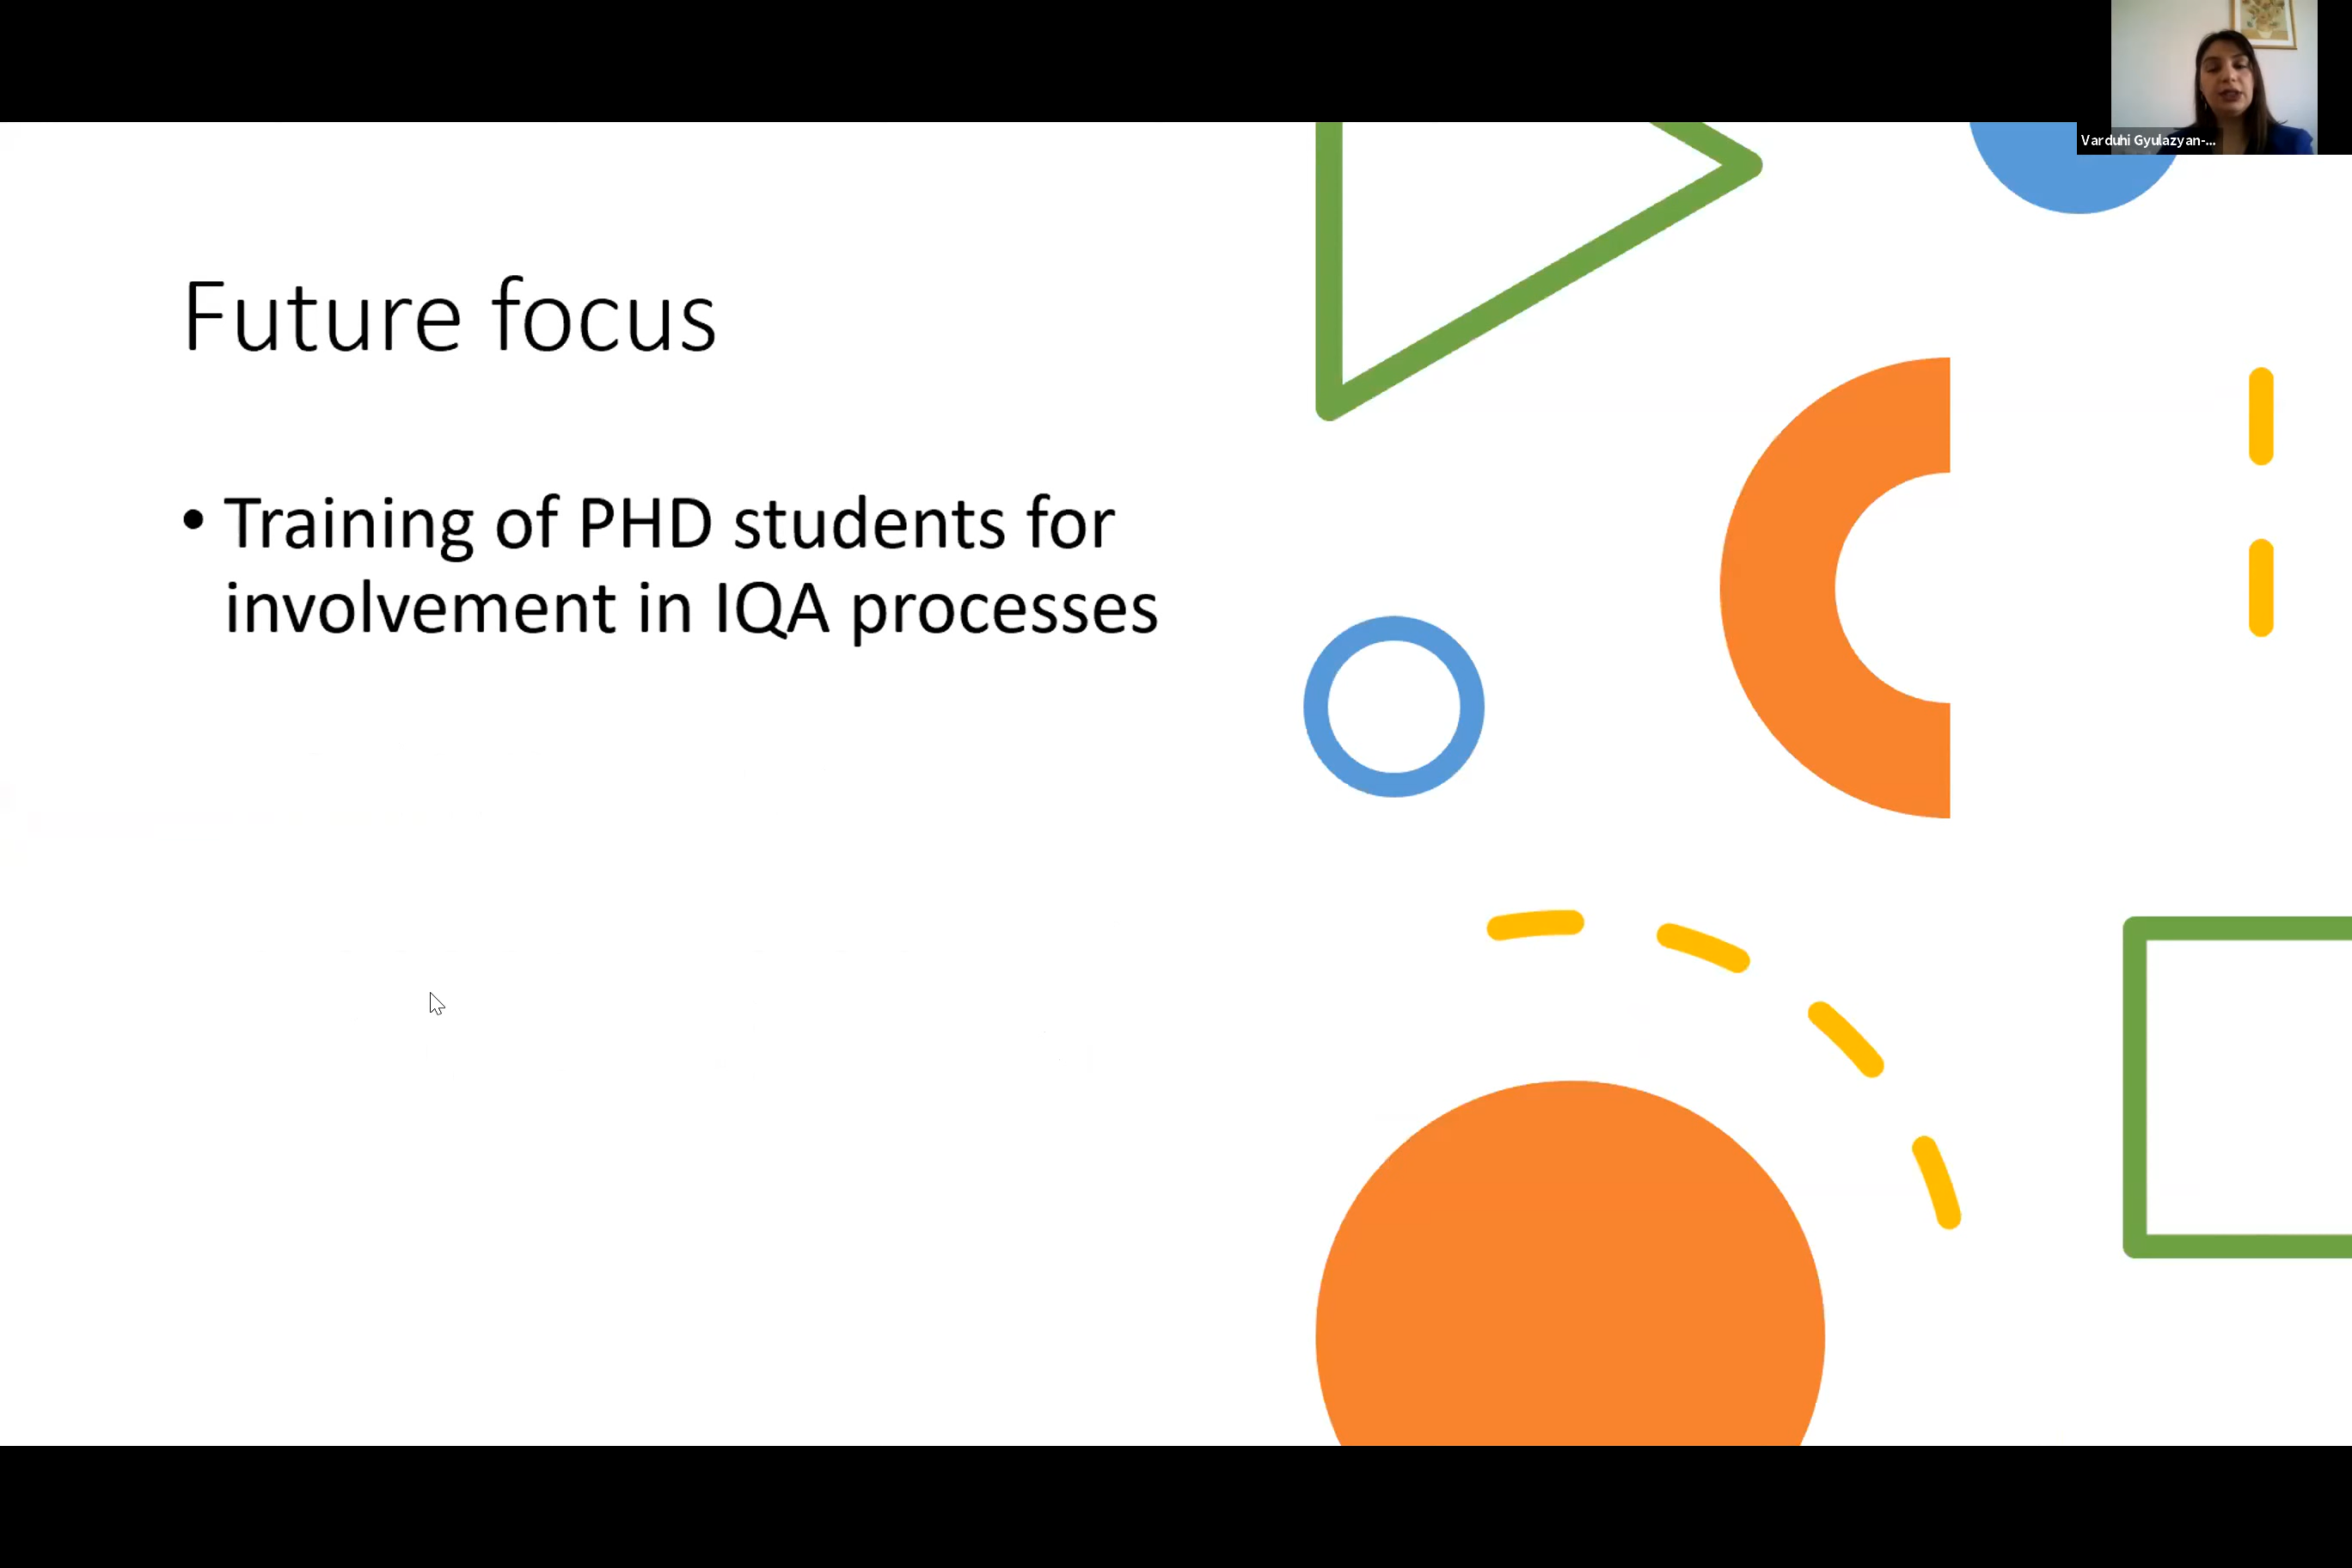 Varduhi Gyulazyan-...
Future focus
• Training of PHD students for
involvement in IQA processes